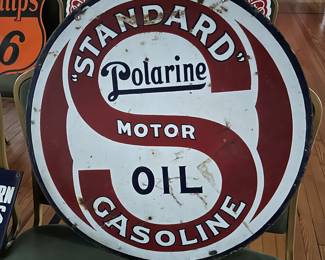 "STANDARD"
Polarine
MOTOR
OIL
GASOLINE
6